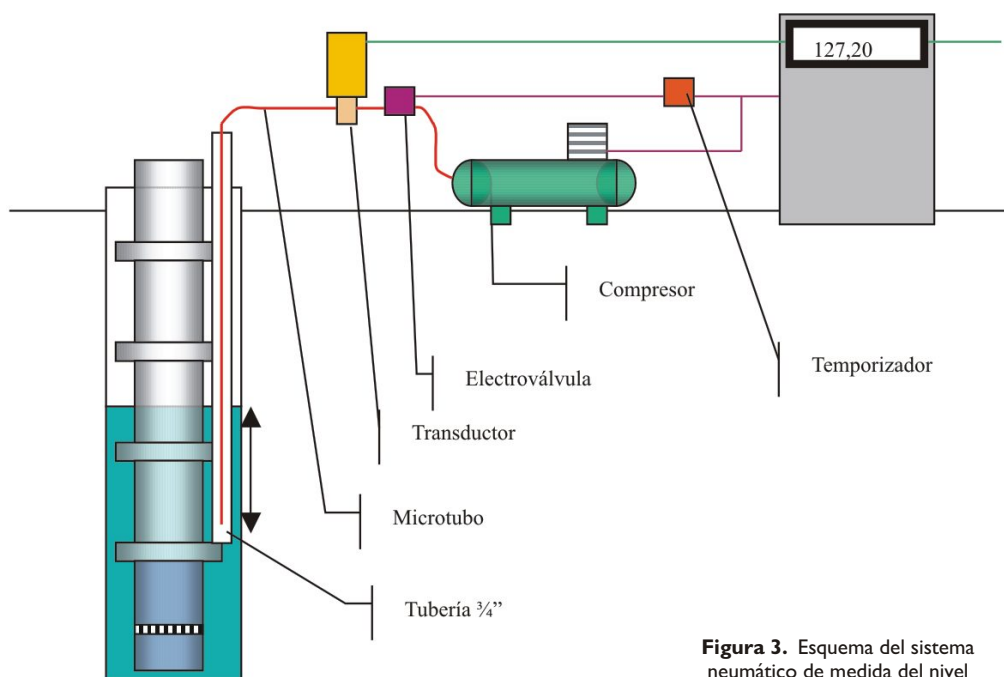 127,20
Compresor
Temporizador
Electroválvula
Transductor
Microtubo
Tubería ¾”
Figura 3. Esquema del sistema
neumático de medida del nivel